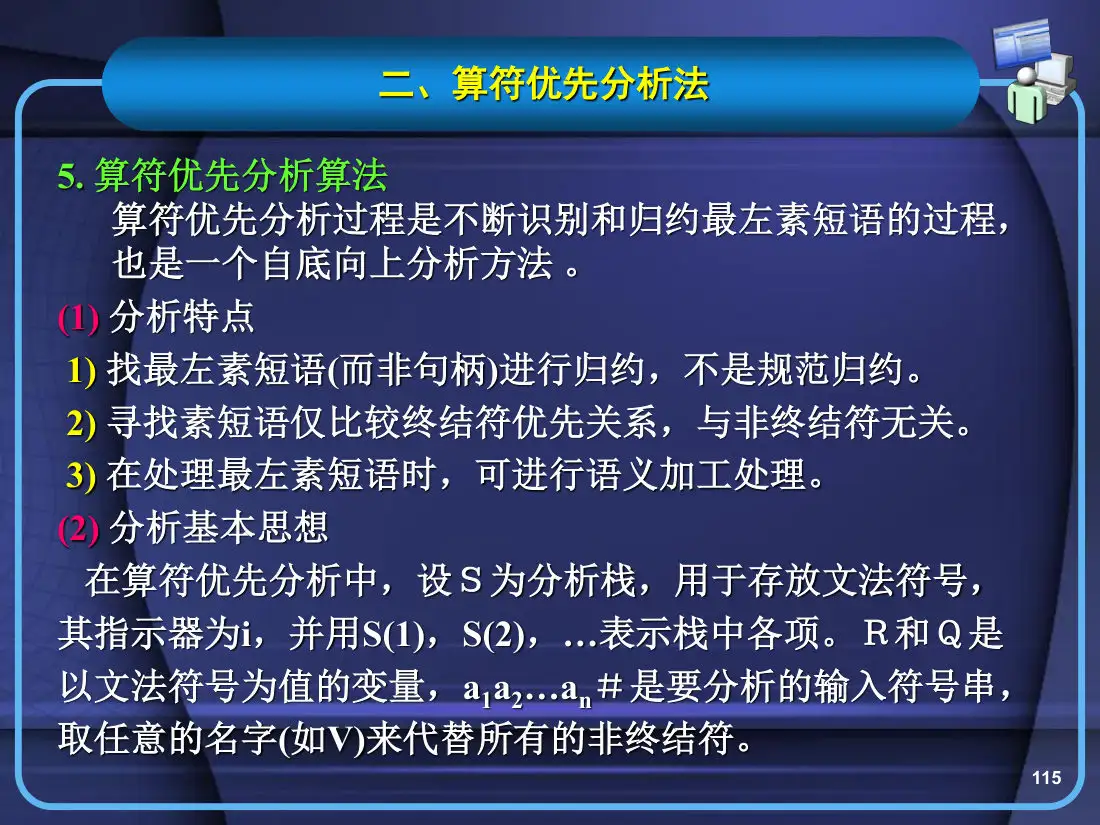 二、算符优先分析法
5. 算符优先分析算法
算符优先分析过程是不断识别和归约最左素短语的过程，
也是一个自底向上分析方法 。
(1) 分析特点
1) 找最左素短语(而非句柄)进行归约，不是规范归约。
2) 寻找素短语仅比较终结符优先关系，与非终结符无关。
3) 在处理最左素短语时，可进行语义加工处理。
(2) 分析基本思想
在算符优先分析中，设Ｓ为分析栈，用于存放文法符号，
其指示器为i，并用S(1)，S(2)，…表示栈中各项。Ｒ和Ｑ是
以文法符号为值的变量，a₁a₂…aₙ＃是要分析的输入符号串，
取任意的名字(如V)来代替所有的非终结符。
115